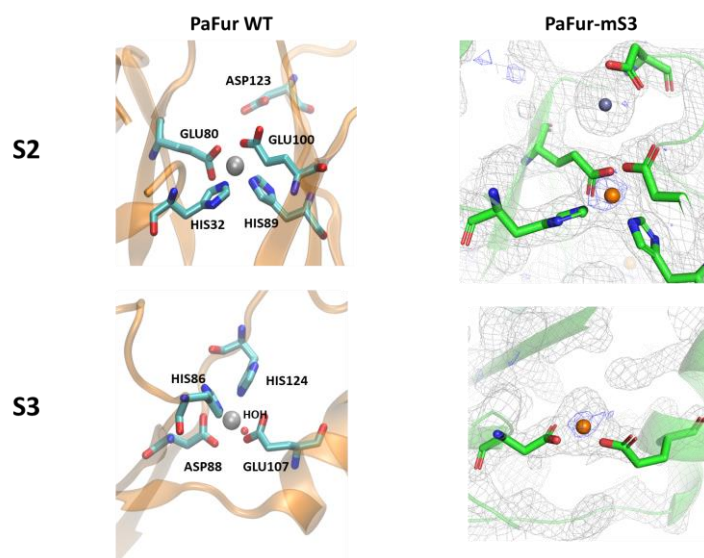 PaFur WT
PaFur-mS3
S2
ASP123
GLU80
GLU100
HIS32
HIS89
S3
HIS86
HIS124
HOH
ASP88
GLU107